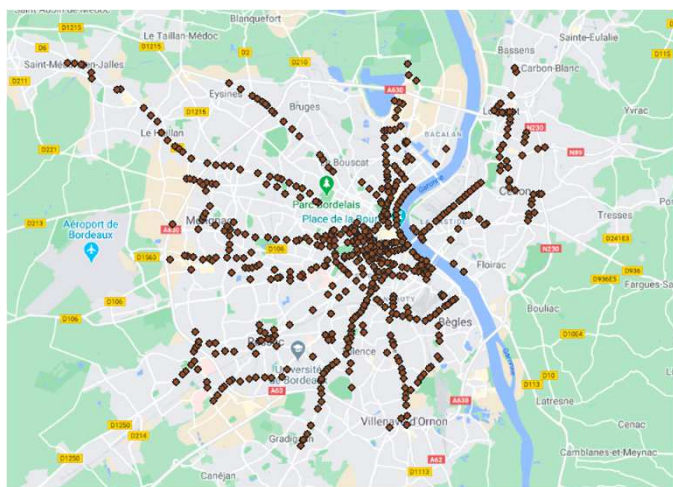 Saint-Aubin de Médoc
D1215
Le Taillan-Médoc
Blanquefort
Sainte-Eulalie
D6
D1215
D2
Bassens
D115
Saint-Médard-en-Jalles
D210
Carbon-Blanc
D211
A630
Eysines
D1215
Bruges
Yvrac
Le Haillan
N230
BACALAN
D221
N89
Le Bouscat
Parc Bordelais
Garonne
Place de la Bourse
Tresses
D213
Aéroport de Bordeaux
D106
N230
D241E3
D1563
Floirac
D936
D936E5
Fargues-Sa
D106
D106
Bouliac
Bègles
D10E4
Université de Bordeaux
D10
D113
A63
Latresne
A630
D1250
Villenave-d'Ornon
D1250
D214
Gradignan
Cenac
A62
Camblanes-et-Meynac
Canéjan
D1113